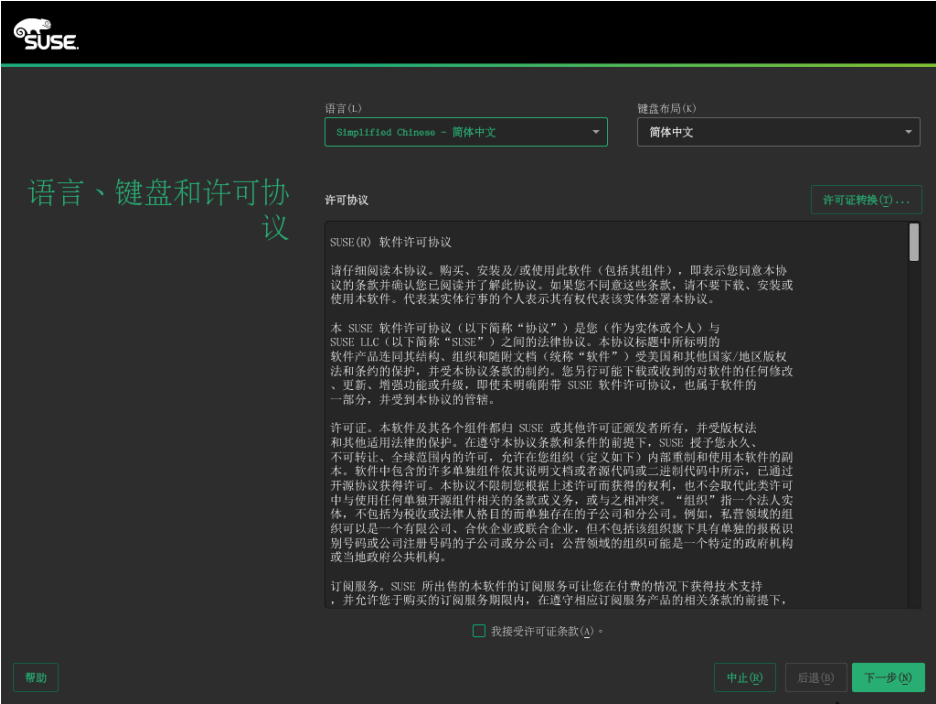 SUSE.
语言(L)
键盘布局(K)
Simplified Chinese - 简体中文
简体中文
语言、键盘和许可协
议
许可协议
许可证转换(T)...
SUSE(R) 软件许可协议
请仔细阅读本协议。购买、安装及/或使用此软件（包括其组件），即表示您同意本协
议的条款并确认您已阅读并了解此协议。如果您不同意这些条款，请不要下载、安装或
使用本软件。代表某实体行事的个人表示其有权代表该实体签署本协议。
本 SUSE 软件许可协议（以下简称“协议”）是您（作为实体或个人）与
SUSE LLC（以下简称“SUSE”）之间的法律协议。本协议标题中所标明的
软件产品连同其结构、组织和随附文档（统称“软件”）受美国和其他国家/地区版权
法和条约的保护，并受本协议条款的制约。您另行可能下载或收到的对软件的任何修改
、更新、增强功能或升级，即使未明确附带 SUSE 软件许可协议，也属于软件的
一部分，并受到本协议的管辖。
许可证。本软件及其各个组件都归 SUSE 或其他许可证颁发者所有，并受版权法
和其他适用法律的保护。在遵守本协议条款和条件的前提下，SUSE 授予您永久、
不可转让、全球范围内的许可，允许在您组织（定义如下）内部重制和使用本软件的副
本。软件中包含的许多单独组件依其说明文档或者源代码或二进制代码中所示，已通过
开源协议获得许可。本协议不限制您根据上述许可而获得的权利，也不会取代此类许可
中与使用任何单独开源组件相关的条款或义务，或与之相冲突。“组织”指一个法人实
体，不包括为税收或法律人格目的而单独存在的子公司和分公司。例如，私营领域的组
织可以是一个有限公司、合伙企业或联合企业，但不包括该组织旗下具有单独的报税识
别号码或公司注册号码的子公司或分公司；公营领域的组织可能是一个特定的政府机构
或当地政府公共机构。
订阅服务。SUSE 所出售的本软件的订阅服务可让您在付费的情况下获得技术支持
，并允许您于购买的订阅服务期限内，在遵守相应订阅服务产品的相关条款的前提下，
我接受许可证条款(A)。
帮助
中止(R)
后退(B)
下一步(N)